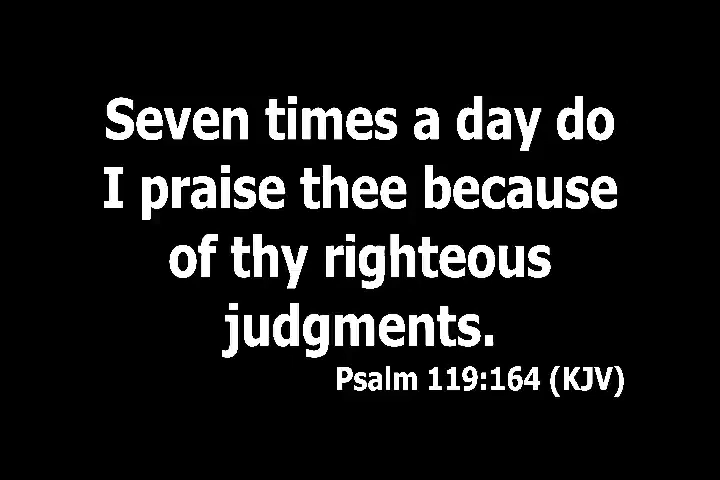 Seven times a day do
I praise thee because
of thy righteous
judgments.
Psalm 119:164 (KJV)